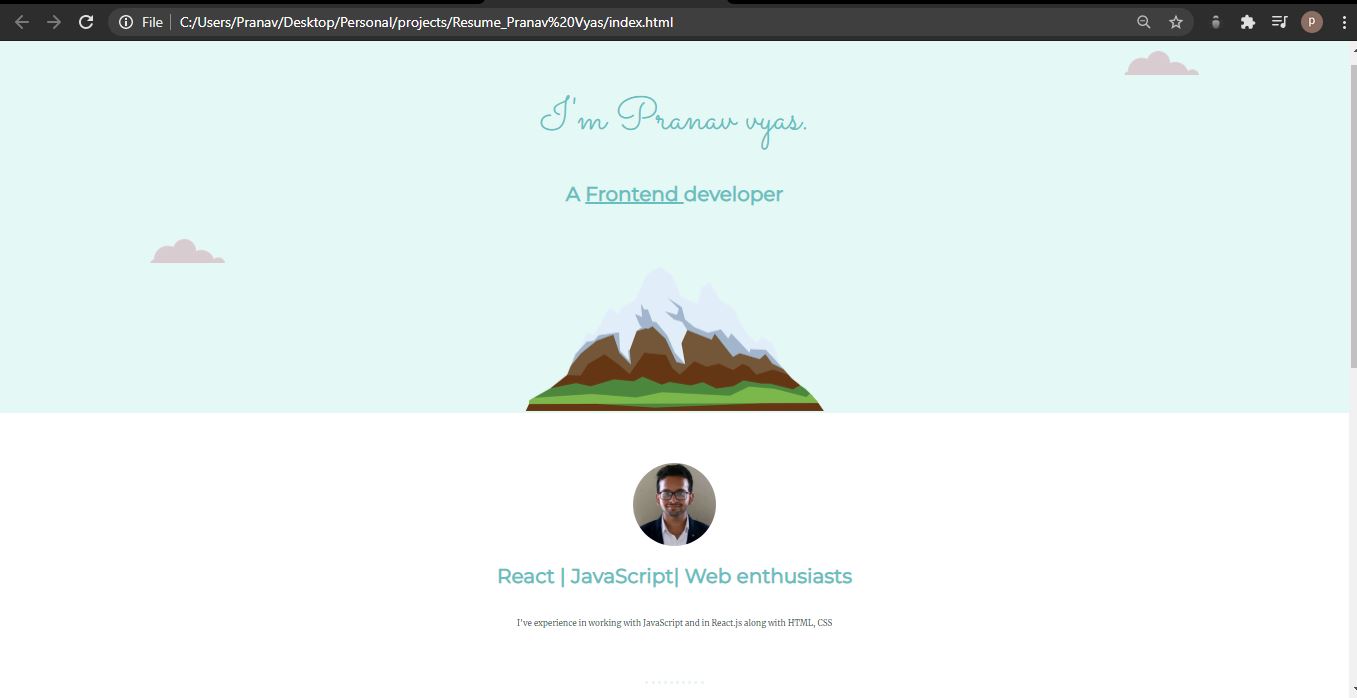 File C:/Users/Pranav/Desktop/Personal/projects/Resume_Pranav%20Vyas/index.html
P
I'm Pranav vyas.
A Frontend developer
React | JavaScript| Web enthusiasts
I've experience in working with JavaScript and in React.js along with HTML, CSS